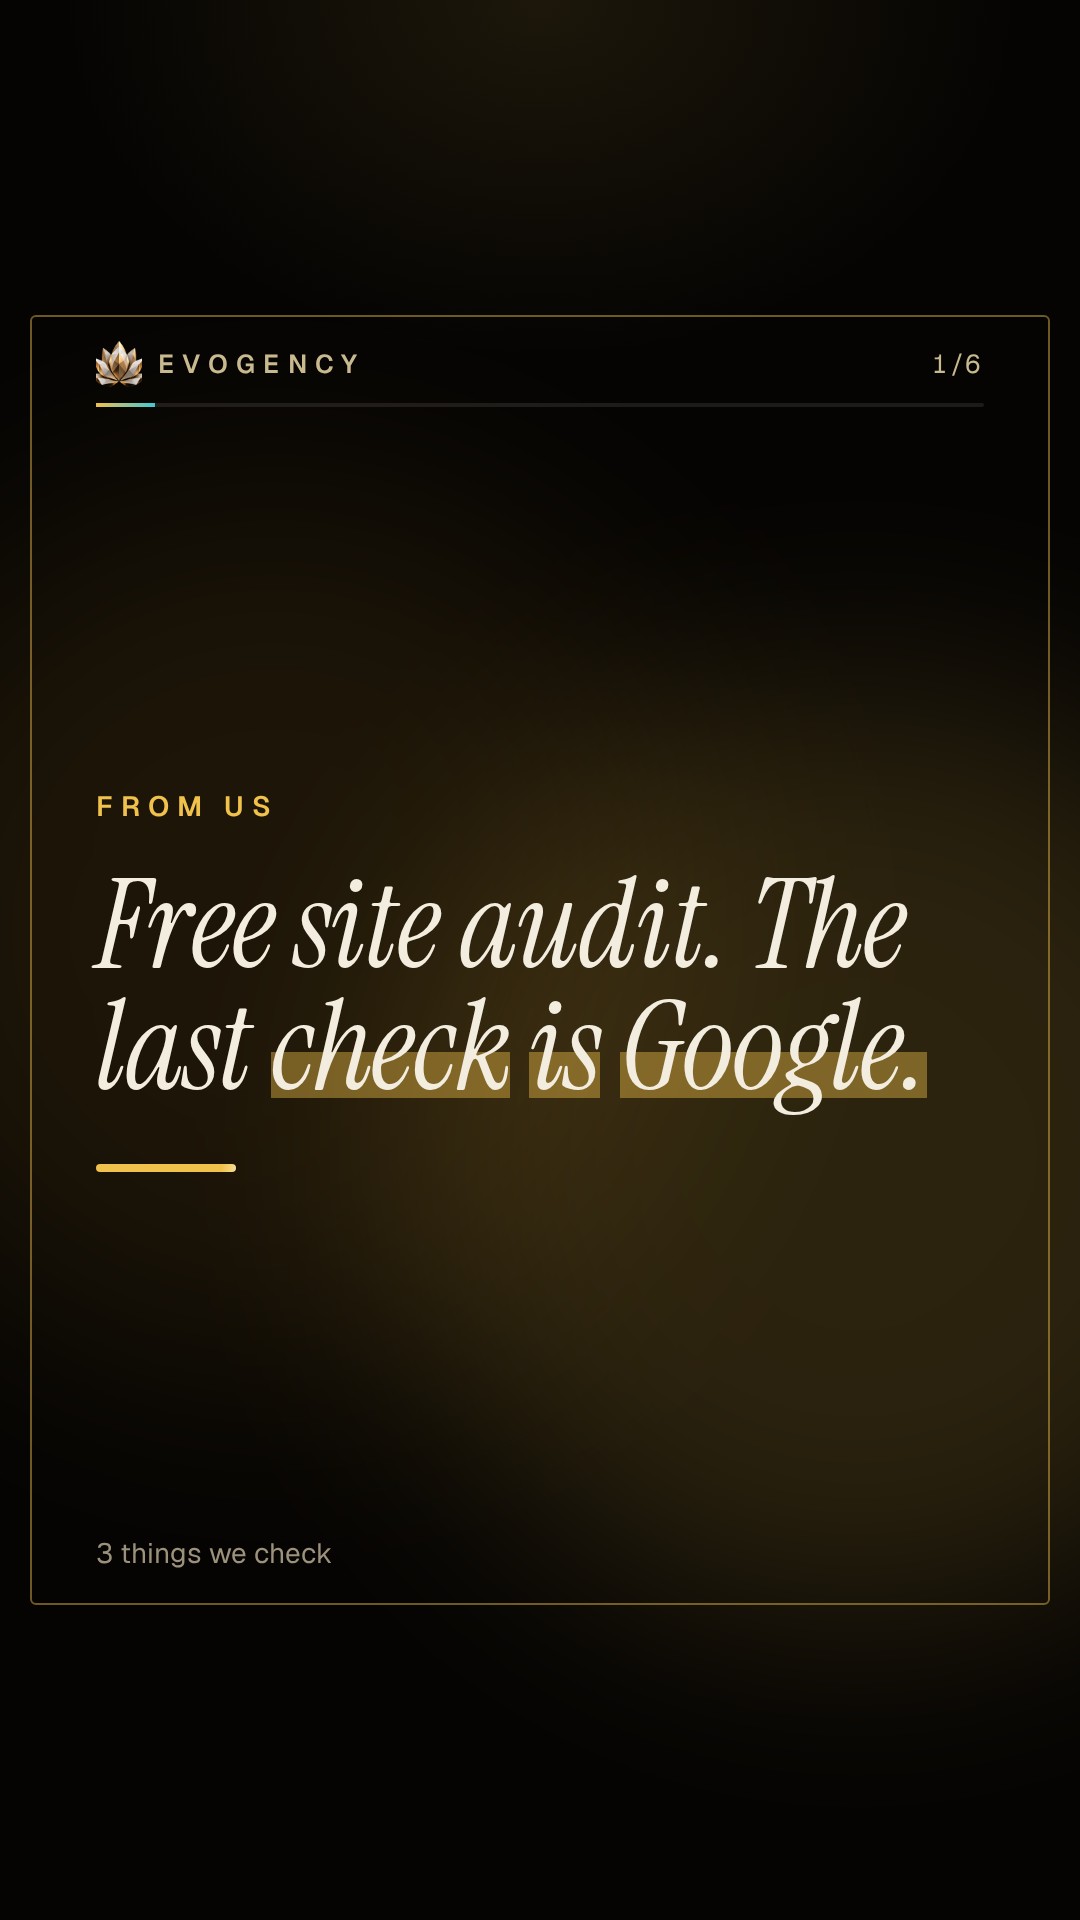 EVOGENCY
1/6
FROM US
Free site audit. The
last check is Google.
3 things we check